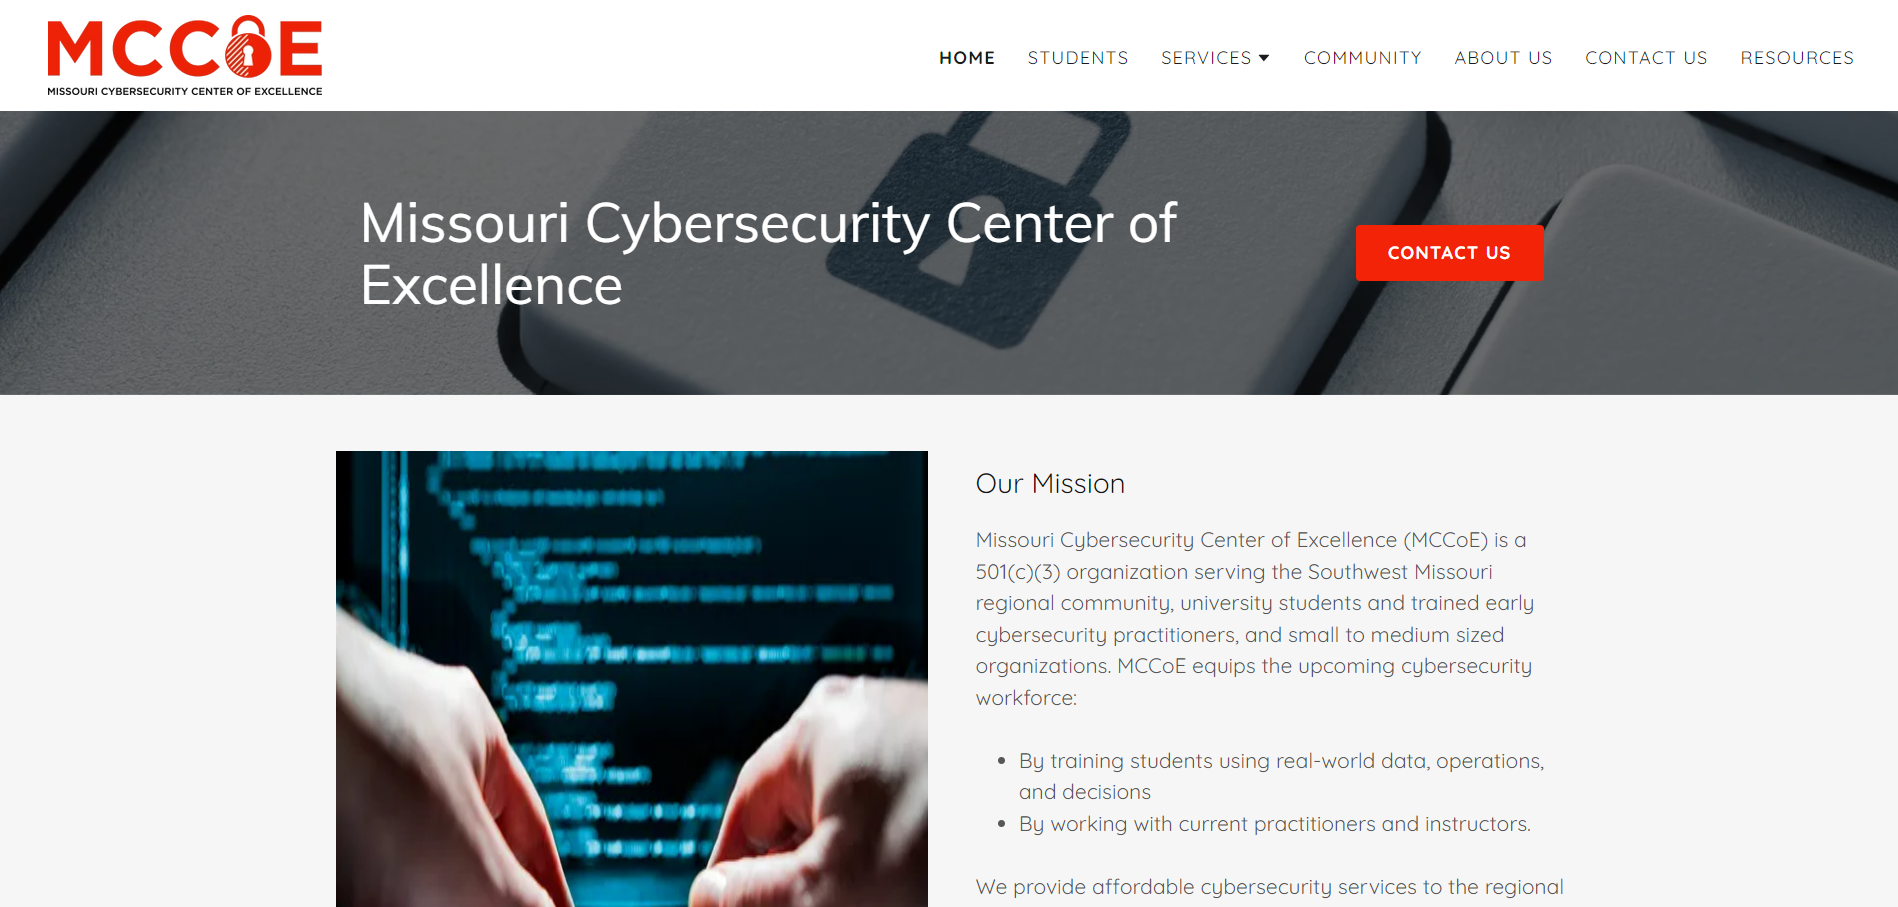 MCCOE
MISSOURI CYBERSECURITY CENTER OF EXCELLENCE
HOME STUDENTS SERVICES COMMUNITY ABOUT US CONTACT US RESOURCES
Missouri Cybersecurity Center of
Excellence
CONTACT US
Our Mission
Missouri Cybersecurity Center of Excellence (MCCoE) is a
501(c)(3) organization serving the Southwest Missouri
regional community, university students and trained early
cybersecurity practitioners, and small to medium sized
organizations. MCCoE equips the upcoming cybersecurity
workforce:
• By training students using real-world data, operations,
and decisions
• By working with current practitioners and instructors.
We provide affordable cybersecurity services to the regional